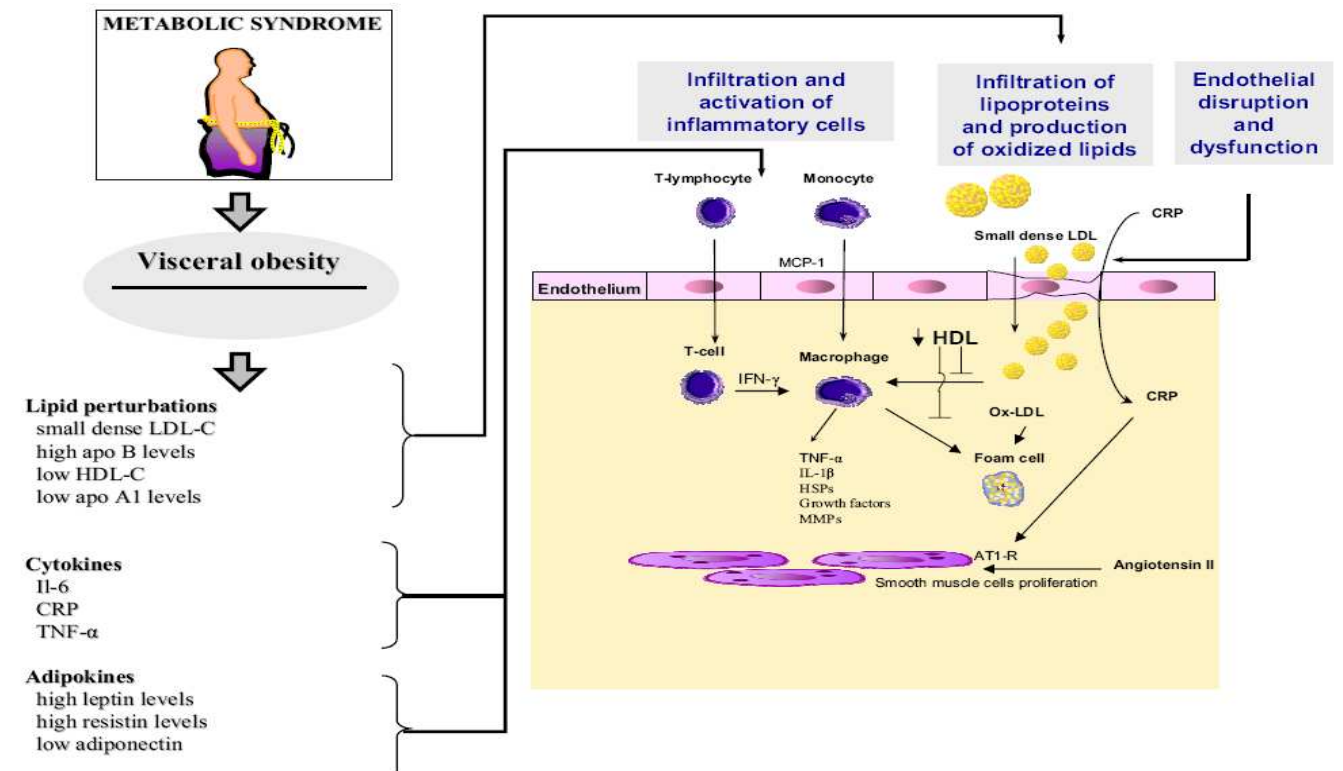 METABOLIC SYNDROME
Visceral obesity
Lipid perturbations
small dense LDL-C
high apo B levels
low HDL-C
low apo A1 levels
Cytokines
Il-6
CRP
TNF-α
Adipokines
high leptin levels
high resistin levels
low adiponectin
Infiltration and
activation of
inflammatory cells
Infiltration of
lipoproteins
and production
of oxidized lipids
Endothelial
disruption
and
dysfunction
T-lymphocyte
Monocyte
CRP
Small dense LDL
MCP-1
Endothelium
HDL
T-cell
Macrophage
IFN-γ
CRP
Ox-LDL
Foam cell
TNF-α
IL-1β
HSPs
Growth factors
MMPs
AT1-R
Angiotensin II
Smooth muscle cells proliferation